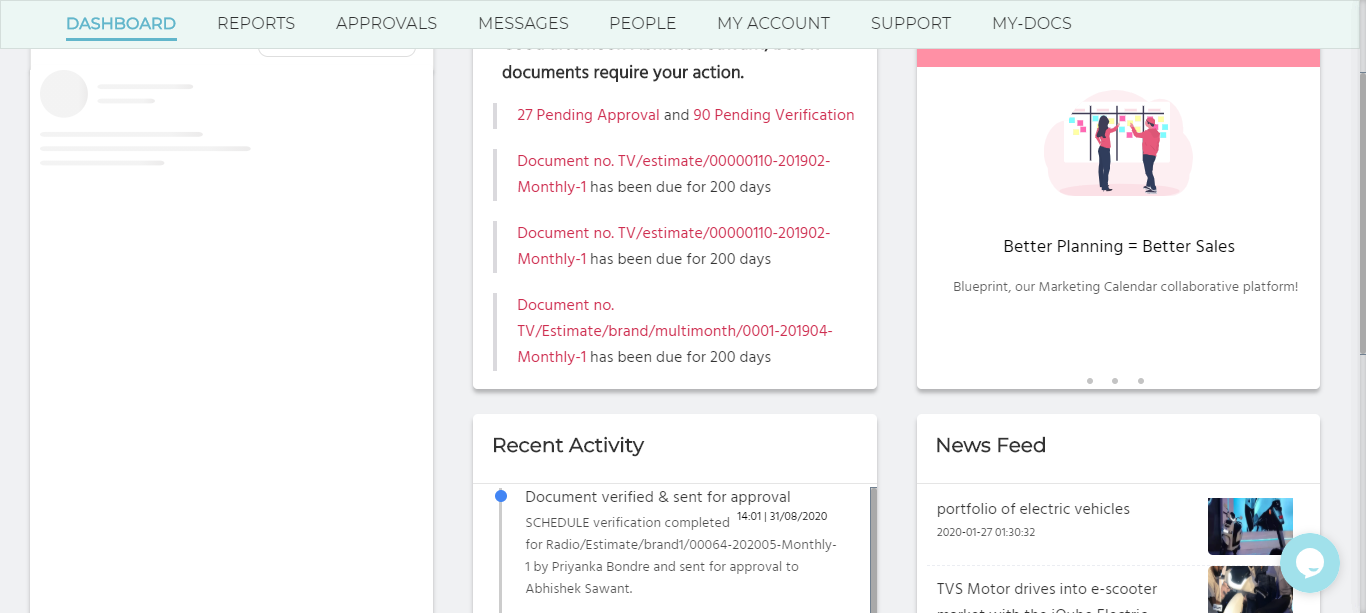 DASHBOARD REPORTS APPROVALS MESSAGES PEOPLE MY ACCOUNT SUPPORT MY-DOCS
documents require your action.
27 Pending Approval and 90 Pending Verification
Document no. TV/estimate/00000110-201902-
Monthly-1 has been due for 200 days
Document no. TV/estimate/00000110-201902-
Monthly-1 has been due for 200 days
Document no.
TV/Estimate/brand/multimonth/0001-201904-
Monthly-1 has been due for 200 days
Better Planning = Better Sales
Blueprint, our Marketing Calendar collaborative platform!
Recent Activity
Document verified & sent for approval
SCHEDULE verification completed 14:01 | 31/08/2020
for Radio/Estimate/brand1/00064-202005-Monthly-
1 by Priyanka Bondre and sent for approval to
Abhishek Sawant.
News Feed
portfolio of electric vehicles
2020-01-27 01:30:32
TVS Motor drives into e-scooter
market with the iQube Electric